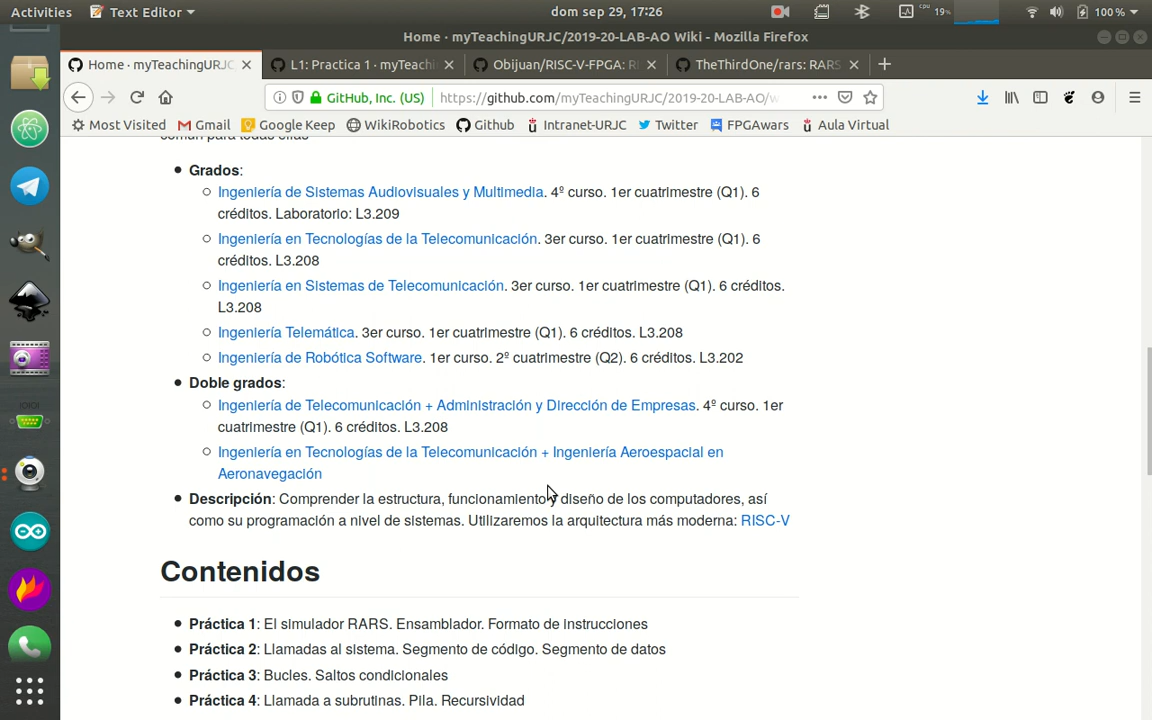 Activities Text Editor dom sep 29, 17:26 cpu 19% 100%
Home · myTeachingURJC/2019-20-LAB-AO Wiki - Mozilla Firefox
Home · myTeachingURJC L1: Practica 1 · myTeachi Obijuan/RISC-V-FPGA: RI TheThirdOne/rars: RARS
GitHub, Inc. (US) https://github.com/myTeachingURJC/2019-20-LAB-AO/w
Most Visited Gmail Google Keep WikiRobotics Github Intranet-URJC Twitter FPGAwars Aula Virtual
común para todas ellas
Grados:
Ingeniería de Sistemas Audiovisuales y Multimedia. 4º curso. 1er cuatrimestre (Q1). 6
créditos. Laboratorio: L3.209
Ingeniería en Tecnologías de la Telecomunicación. 3er curso. 1er cuatrimestre (Q1). 6
créditos. L3.208
Ingeniería en Sistemas de Telecomunicación. 3er curso. 1er cuatrimestre (Q1). 6 créditos.
L3.208
Ingeniería Telemática. 3er curso. 1er cuatrimestre (Q1). 6 créditos. L3.208
Ingeniería de Robótica Software. 1er curso. 2º cuatrimestre (Q2). 6 créditos. L3.202
Doble grados:
Ingeniería de Telecomunicación + Administración y Dirección de Empresas. 4º curso. 1er
cuatrimestre (Q1). 6 créditos. L3.208
Ingeniería en Tecnologías de la Telecomunicación + Ingeniería Aeroespacial en
Aeronavegación
Descripción: Comprender la estructura, funcionamiento y diseño de los computadores, así
como su programación a nivel de sistemas. Utilizaremos la arquitectura más moderna: RISC-V
Contenidos
Práctica 1: El simulador RARS. Ensamblador. Formato de instrucciones
Práctica 2: Llamadas al sistema. Segmento de código. Segmento de datos
Práctica 3: Bucles. Saltos condicionales
Práctica 4: Llamada a subrutinas. Pila. Recursividad